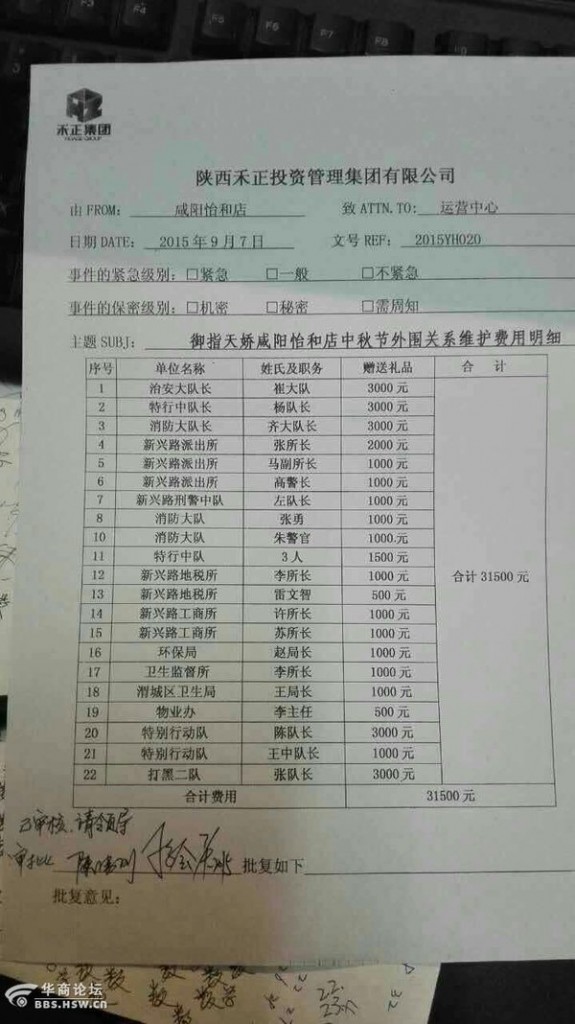 禾正集团
陕西禾正投资管理集团有限公司
由 FROM: 咸阳怡和店 致 ATTN.TO: 运营中心
日期 DATE: 2015 年 9 月 7 日 文号 REF: 2015YH020
事件的紧急级别: □紧急 □一般 □不紧急
事件的保密级别: □机密 □秘密 □需周知
主题 SUBJ: 御指天娇咸阳怡和店中秋节外围关系维护费用明细
序号 单位名称 姓氏及职务 赠送礼品 合 计
1 治安大队长 崔大队 3000 元
2 特行中队长 杨队长 3000 元
3 消防大队长 齐大队长 3000 元
4 新兴路派出所 张所长 2000 元
5 新兴路派出所 马副所长 1000 元
6 新兴路派出所 高警长 1000 元
7 新兴路刑警中队 左队长 1000 元
8 消防大队 张勇 1000 元
10 消防大队 朱警官 1000 元
11 特行中队 3 人 1500 元
12 新兴路地税所 李所长 1000 元 合计 31500 元
13 新兴路地税所 雷文智 500 元
14 新兴路工商所 许所长 1000 元
15 新兴路工商所 苏所长 1000 元
16 环保局 赵局长 1000 元
17 卫生监督所 李所长 1000 元
18 渭城区卫生局 王局长 1000 元
19 物业办 李主任 500 元
20 特别行动队 陈队长 3000 元
21 特别行动队 王中队长 1000 元
22 打黑二队 张队长 3000 元
合计费用 31500 元
已审核、请领导
审批 批复如下
批复意见:
华商论坛
BBS.HSW.CN